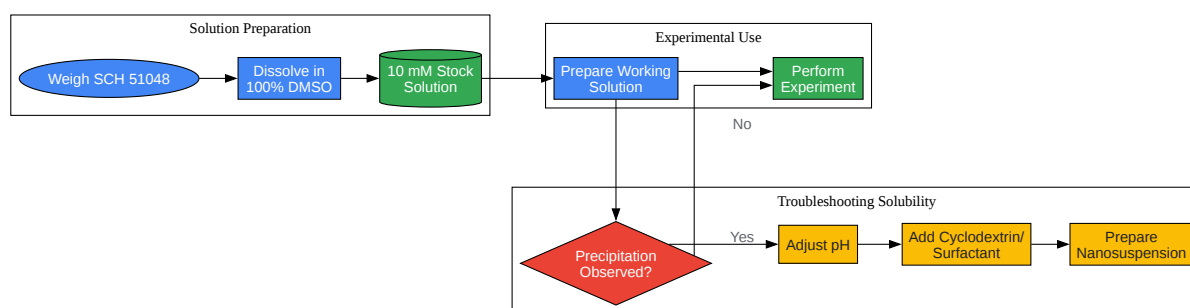 Solution Preparation
Weigh SCH 51048
Dissolve in
100% DMSO
10 mM Stock
Solution
Experimental Use
Prepare Working
Solution
Perform
Experiment
No
Troubleshooting Solubility
Precipitation
Observed?
Yes
Adjust pH
Add Cyclodextrin/
Surfactant
Prepare
Nanosuspension